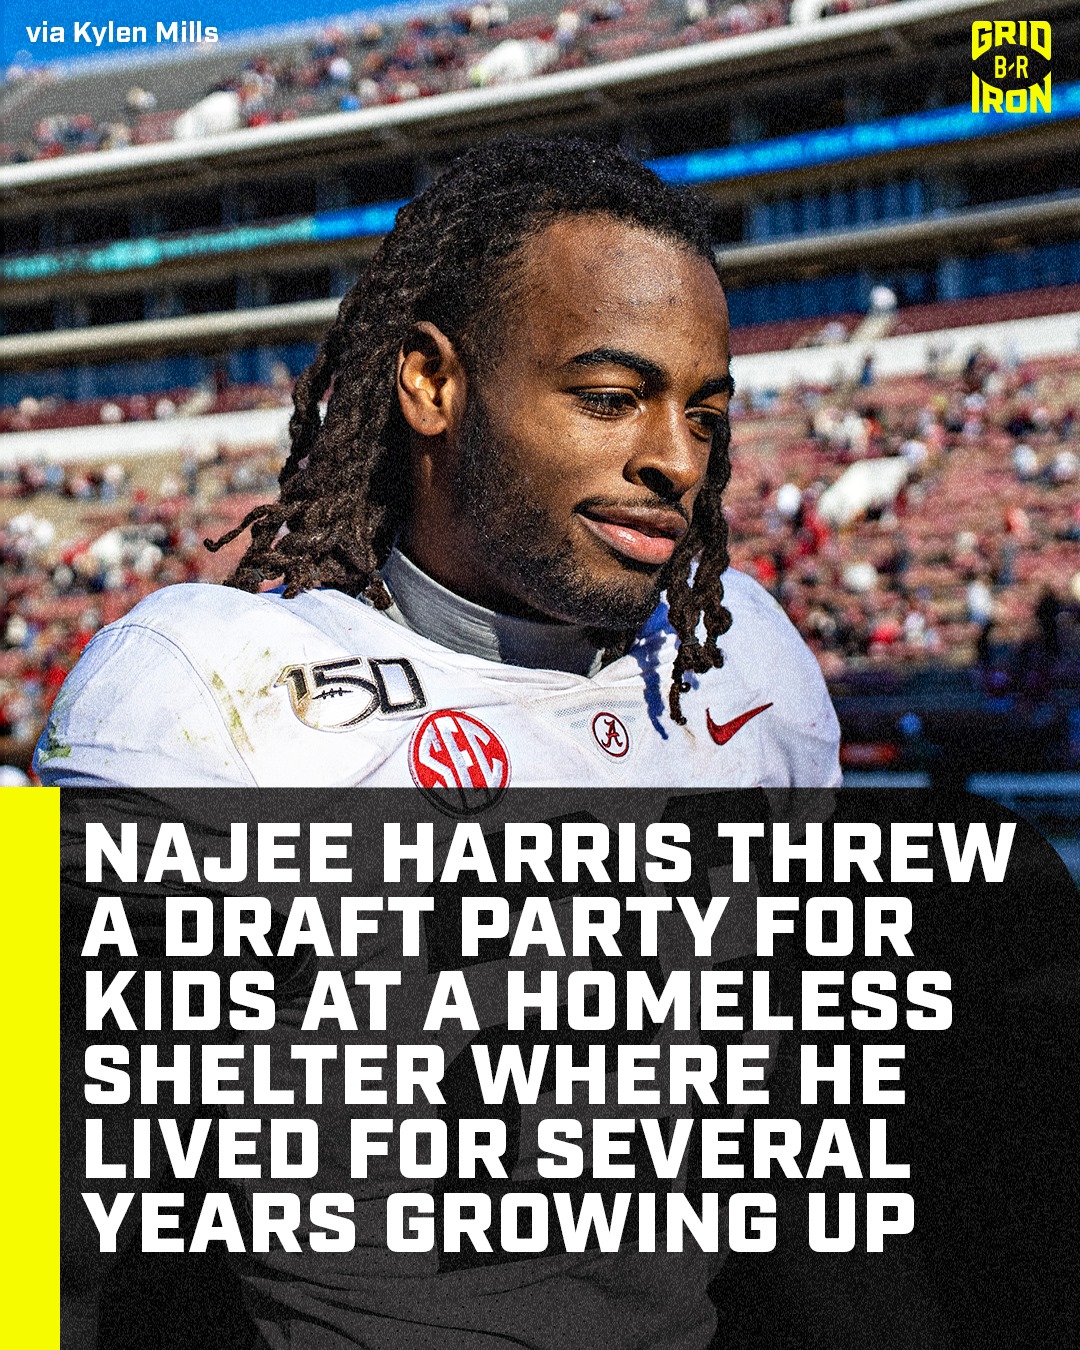 via Kylen Mills
GRID
B-R
IRON
150
SEC
A
NAJEE HARRIS THREW
A DRAFT PARTY FOR
KIDS AT A HOMELESS
SHELTER WHERE HE
LIVED FOR SEVERAL
YEARS GROWING UP